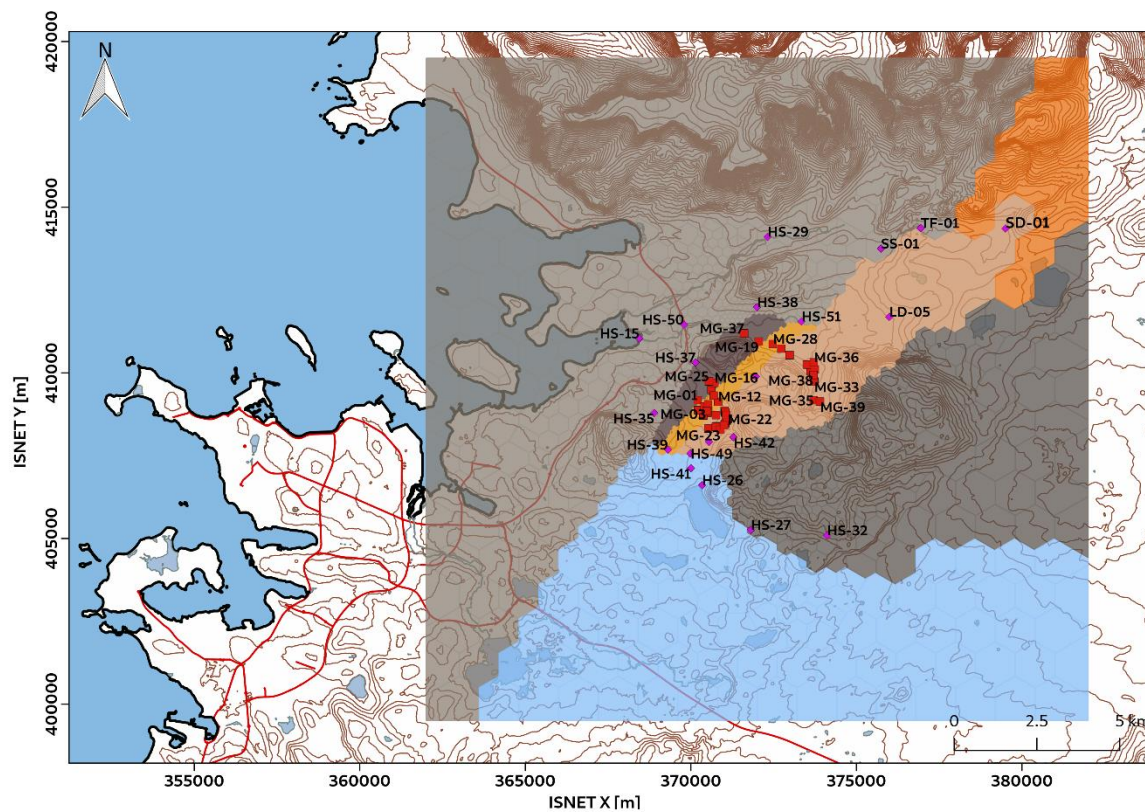 N
420000
415000
410000
405000
400000
ISNET Y [m]
TF-01
SD-01
HS-29
SS-01
HS-38
LD-05
HS-50
HS-51
HS-15
MG-37
MG-28
MG-19
HS-37
MG-36
MG-25
MG-16
MG-38
MG-33
MG-01
MG-12
MG-35
MG-39
HS-35
MG-03
MG-22
MG-23
HS-39
HS-42
HS-49
HS-41
HS-26
HS-27
HS-32
0 2.5 5 km
355000 360000 365000 370000 375000 380000
ISNET X [m]